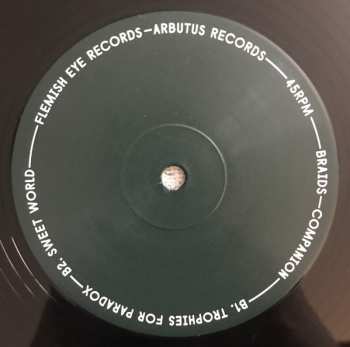 FLEMISH EYE RECORDS—ARBUTUS RECORDS——45RPM——BRAIDS—COMPANION——B1. TROPHIES FOR PARADOX—B2. SWEET WORLD——